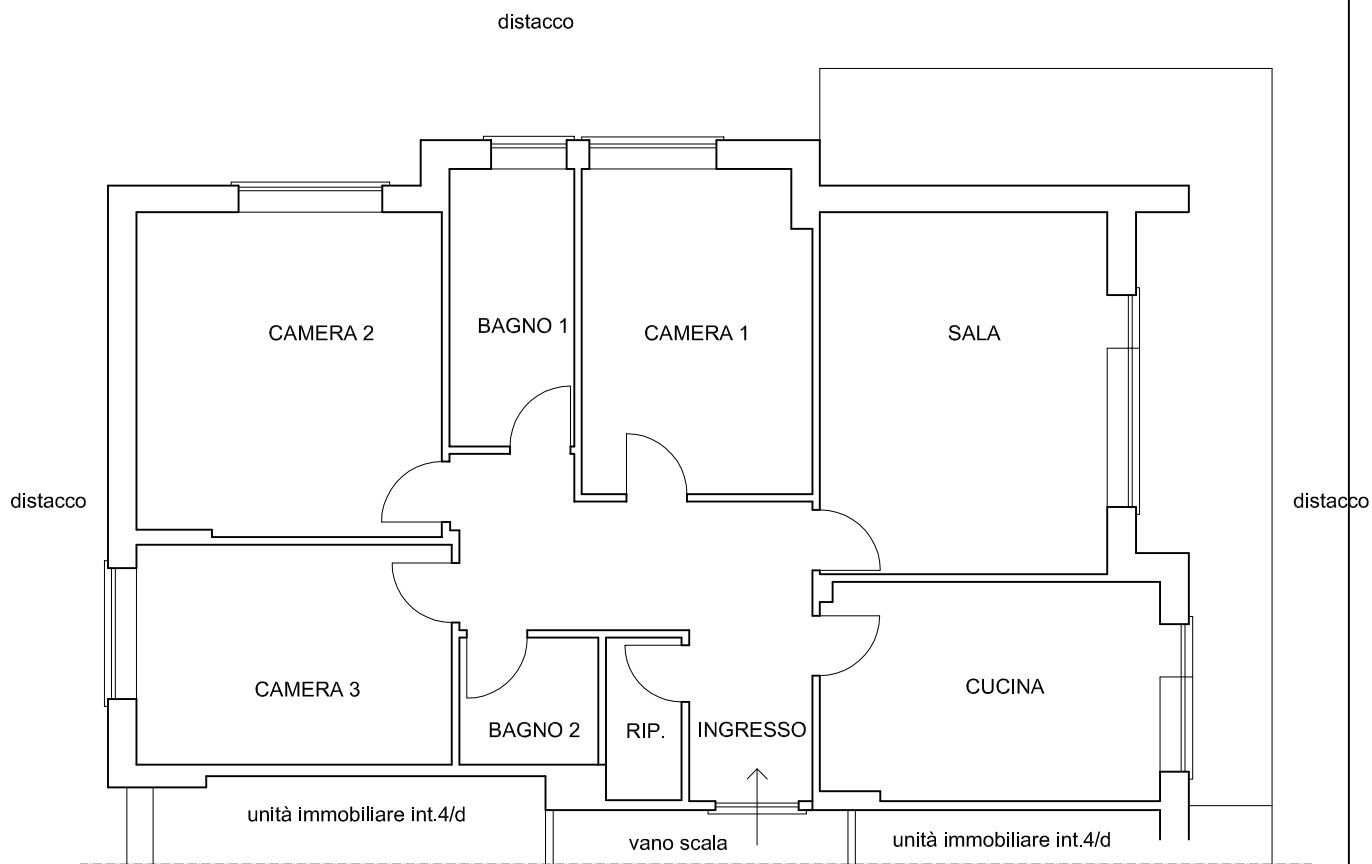 distacco
CAMERA 2
BAGNO 1
CAMERA 1
SALA
distacco
distacco
CAMERA 3
BAGNO 2
RIP.
INGRESSO
CUCINA
unità immobiliare int.4/d
vano scala
unità immobiliare int.4/d